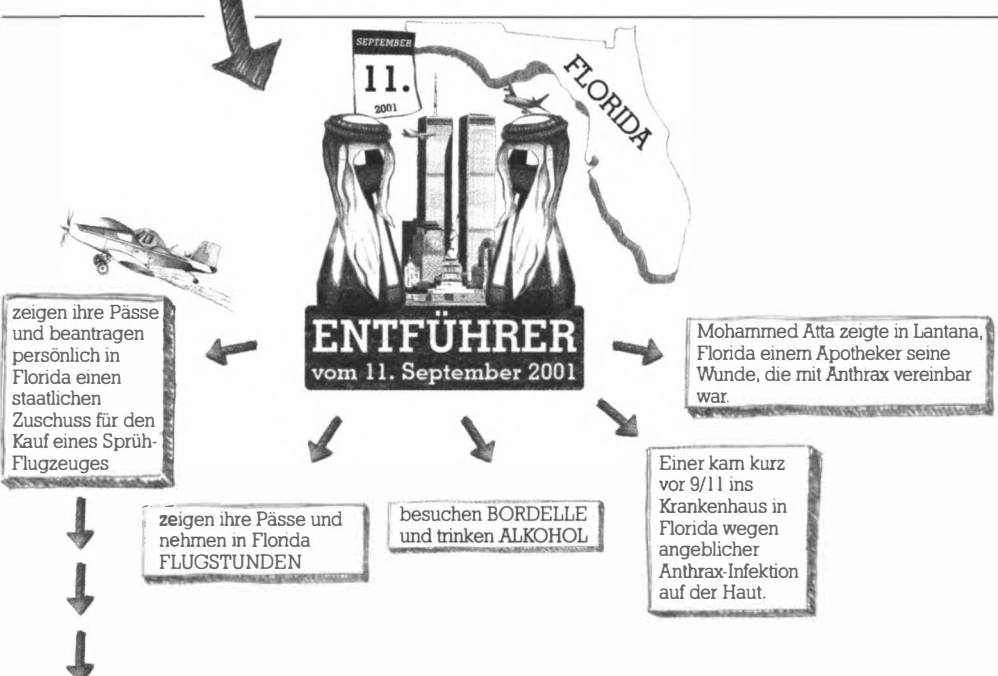 SEPTEMBER
11.
2001
FLORIDA
ENTFÜHRER
vom 11. September 2001
zeigen ihre Pässe
und beantragen
persönlich in
Florida einen
staatlichen
Zuschuss für den
Kauf eines Sprüh-
Flugzeuges
zeigen ihre Pässe und
nehmen in Florida
FLUGSTUNDEN
besuchen BORDELLE
und trinken ALKOHOL
Einer kam kurz
vor 9/11 ins
Krankenhaus in
Florida wegen
angeblicher
Anthrax-Infektion
auf der Haut.
Mohammed Atta zeigte in Lantana,
Florida einem Apotheker seine
Wunde, die mit Anthrax vereinbar
war.